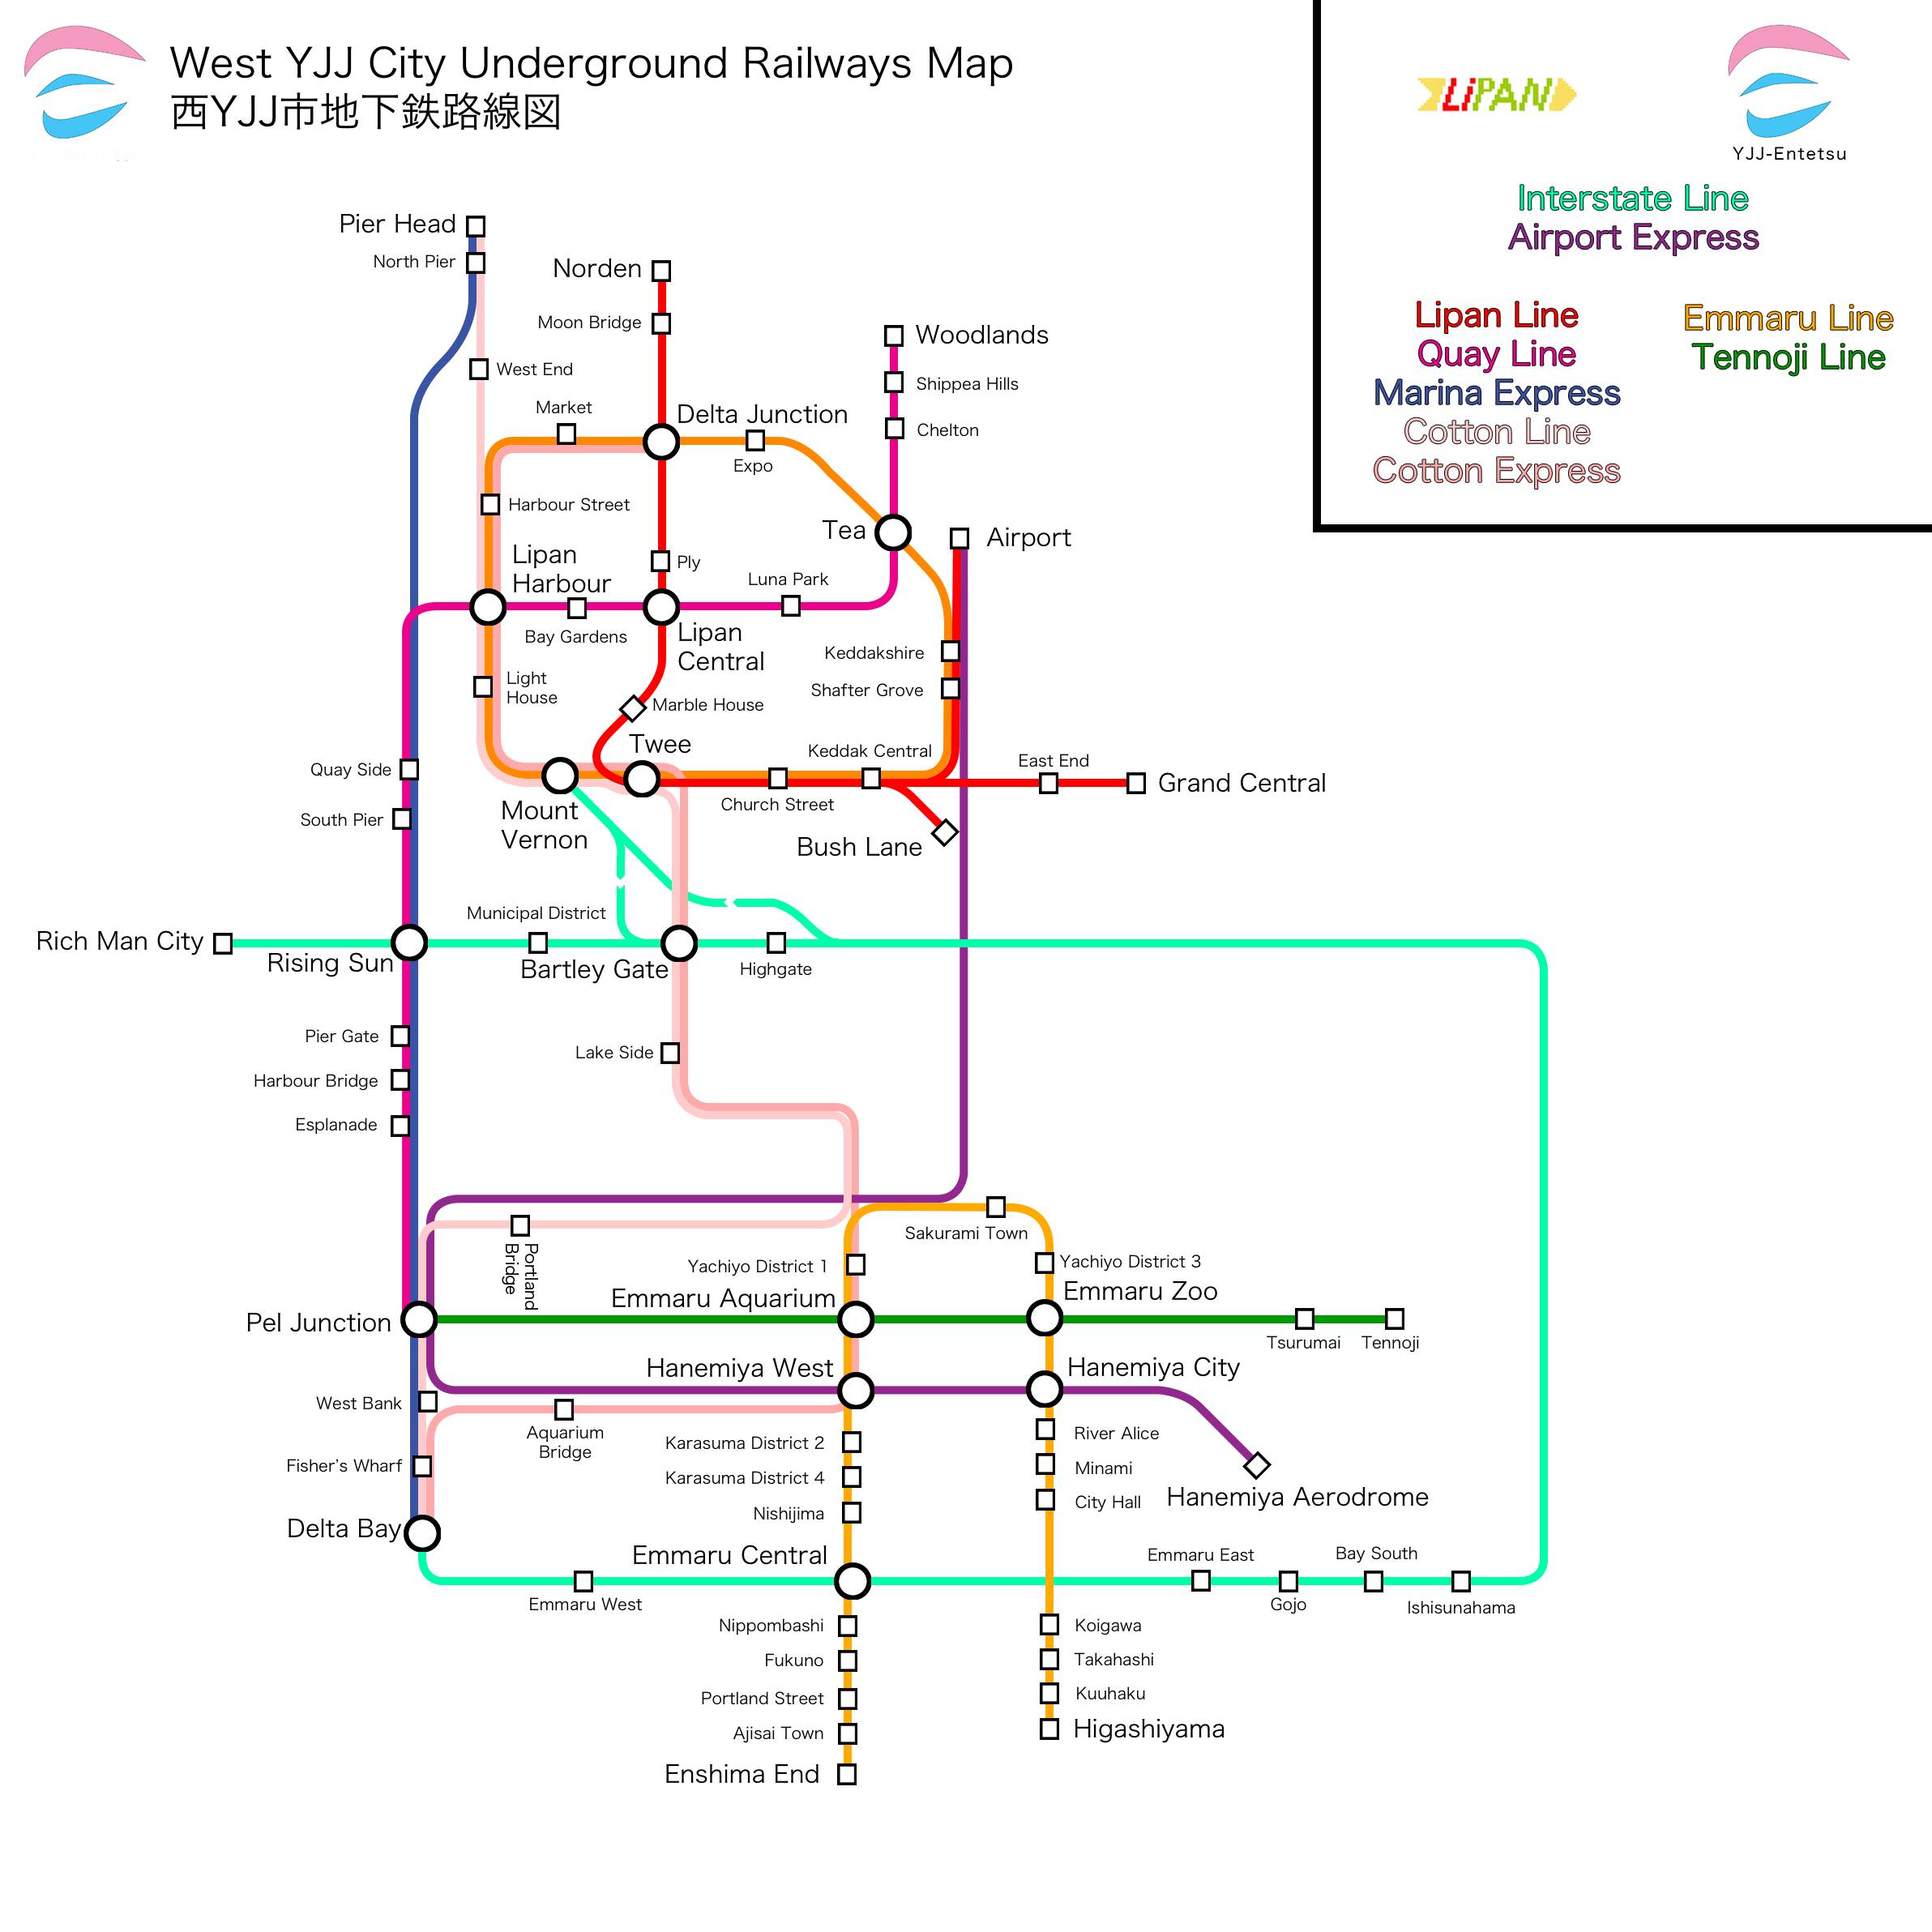 West YJJ City Underground Railways Map
西YJJ市地下鉄路線図
LiPAN
YJJ-Entetsu
Interstate Line
Airport Express
Lipan Line
Quay Line
Marina Express
Cotton Line
Cotton Express
Emmaru Line
Tennoji Line
Pier Head
North Pier
Norden
Moon Bridge
Woodlands
West End
Shippea Hills
Market
Delta Junction
Chelton
Expo
Harbour Street
Tea
Airport
Lipan
Harbour
Ply
Luna Park
Bay Gardens
Lipan
Central
Keddakshire
Light
House
Shafter Grove
Marble House
Twee
Keddak Central
East End
Quay Side
Grand Central
Church Street
Mount
Vernon
South Pier
Bush Lane
Municipal District
Rich Man City
Rising Sun
Bartley Gate
Highgate
Pier Gate
Lake Side
Harbour Bridge
Esplanade
Sakurami Town
Portland
Bridge
Yachiyo District 1
Yachiyo District 3
Emmaru Aquarium
Emmaru Zoo
Pel Junction
Tsurumai
Tennoji
Hanemiya West
Hanemiya City
West Bank
Aquarium
Bridge
River Alice
Karasuma District 2
Fisher's Wharf
Minami
Karasuma District 4
Hanemiya Aerodrome
City Hall
Nishijima
Delta Bay
Emmaru Central
Emmaru East
Bay South
Emmaru West
Gojo
Ishisunahama
Nippombashi
Koigawa
Fukuno
Takahashi
Portland Street
Kuuhaku
Ajisai Town
Higashiyama
Enshima End